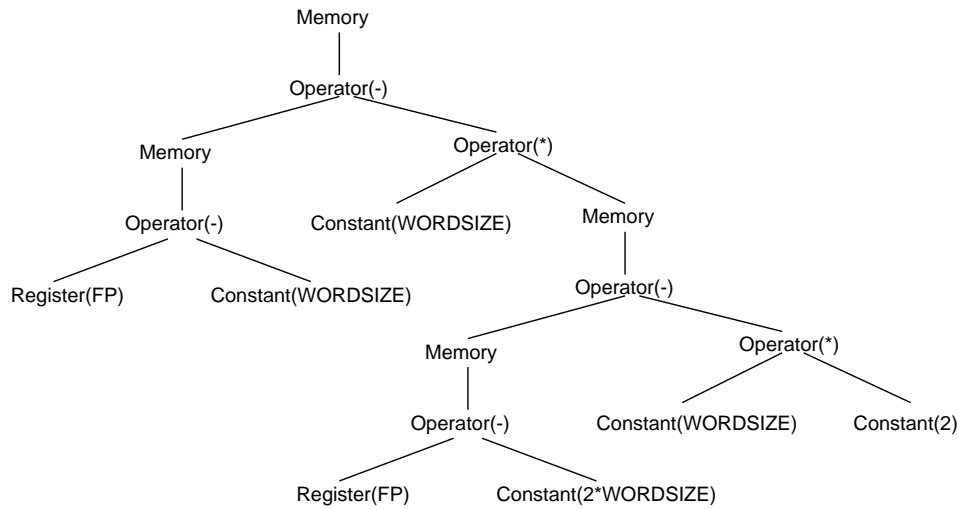 Memory
Operator(-)
Memory
Operator(*)
Operator(-)
Constant(WORDSIZE)
Memory
Register(FP)
Constant(WORDSIZE)
Operator(-)
Memory
Operator(*)
Operator(-)
Constant(WORDSIZE)
Constant(2)
Register(FP)
Constant(2*WORDSIZE)